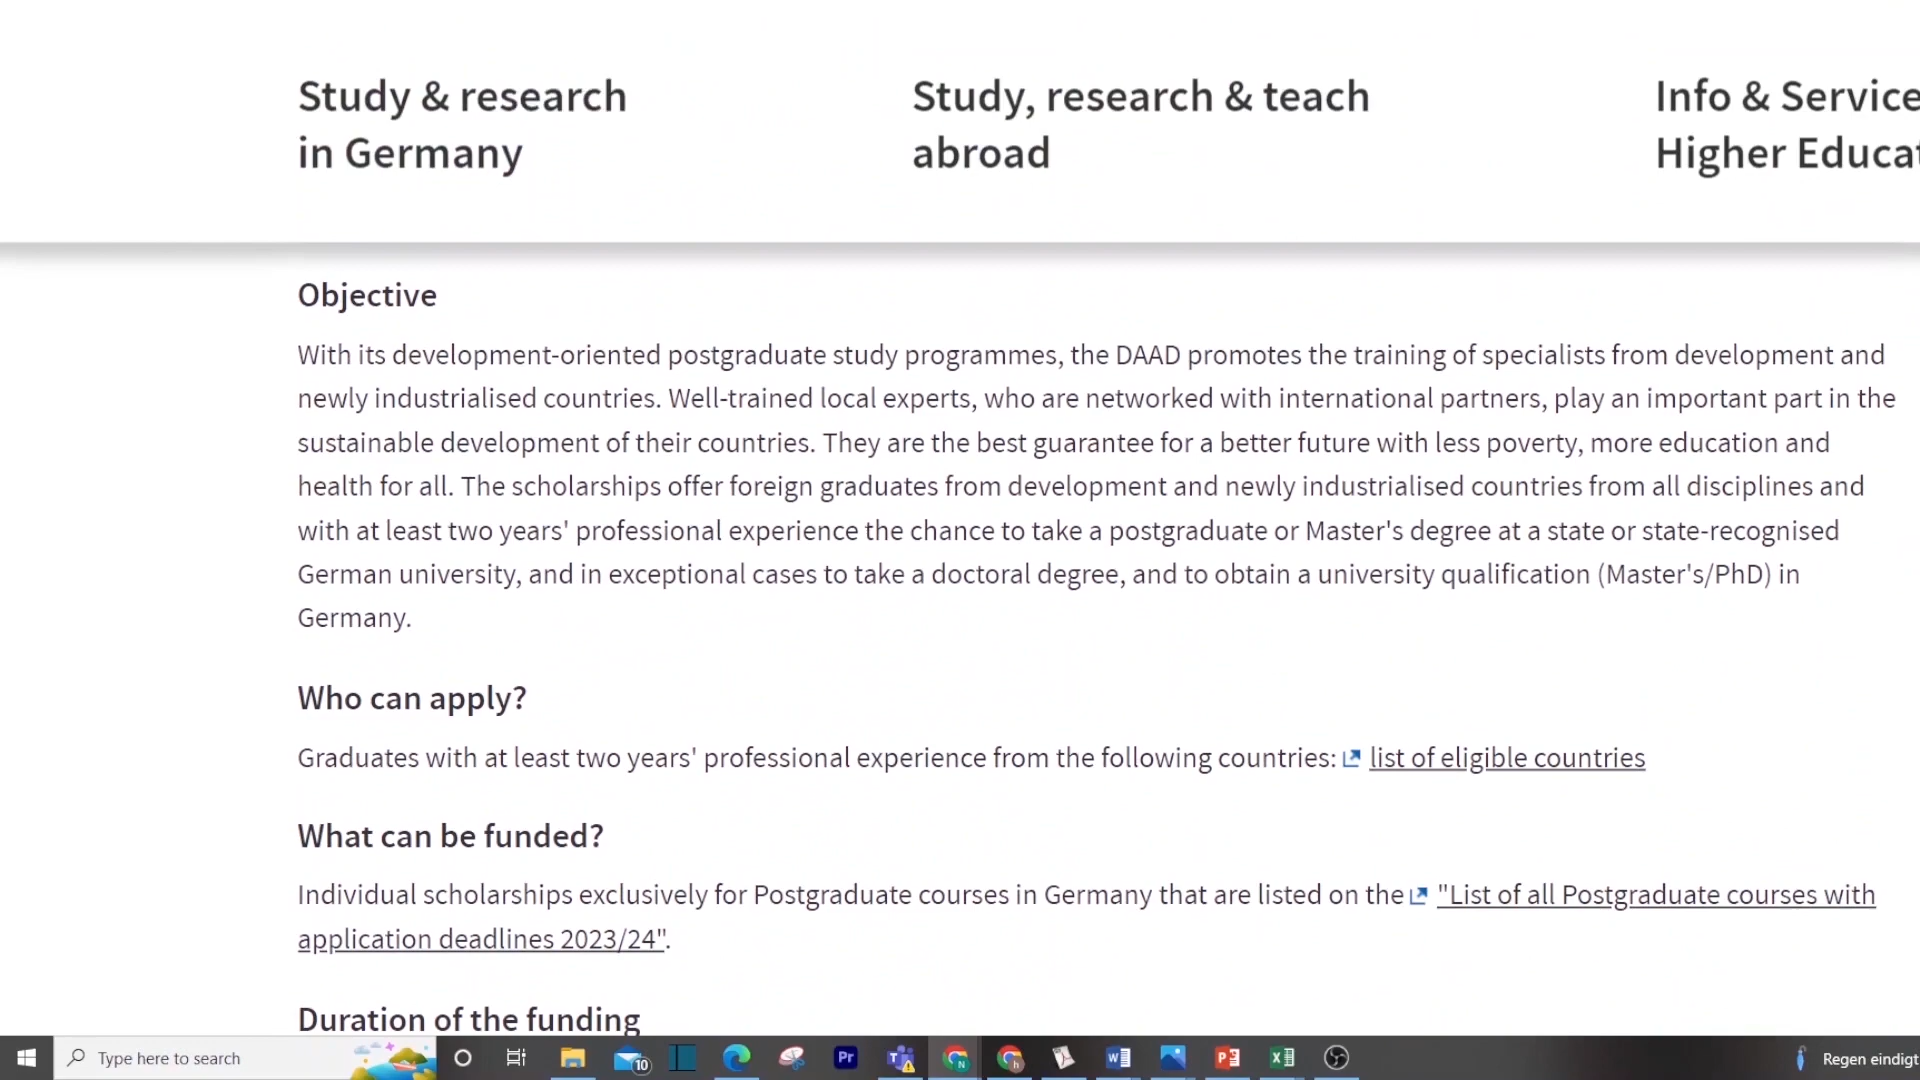 Study & research
in Germany
Study, research & teach
abroad
Info & Service
Higher Educat
Objective
With its development-oriented postgraduate study programmes, the DAAD promotes the training of specialists from development and
newly industrialised countries. Well-trained local experts, who are networked with international partners, play an important part in the
sustainable development of their countries. They are the best guarantee for a better future with less poverty, more education and
health for all. The scholarships offer foreign graduates from development and newly industrialised countries from all disciplines and
with at least two years' professional experience the chance to take a postgraduate or Master's degree at a state or state-recognised
German university, and in exceptional cases to take a doctoral degree, and to obtain a university qualification (Master's/PhD) in
Germany.
Who can apply?
Graduates with at least two years' professional experience from the following countries: list of eligible countries
What can be funded?
Individual scholarships exclusively for Postgraduate courses in Germany that are listed on the "List of all Postgraduate courses with
application deadlines 2023/24".
Duration of the funding
Type here to search
10
Pr
Regen eindigt